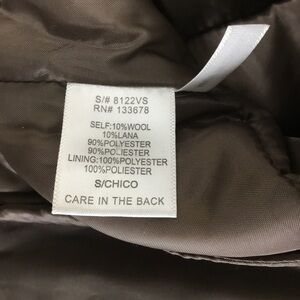 S/# 8122VS
RN# 133678
SELF:10%WOOL
10%LANA
90%POLYESTER
90%POLIESTER
LINING:100%POLYESTER
100%POLIESTER
S/CHICO
CARE IN THE BACK